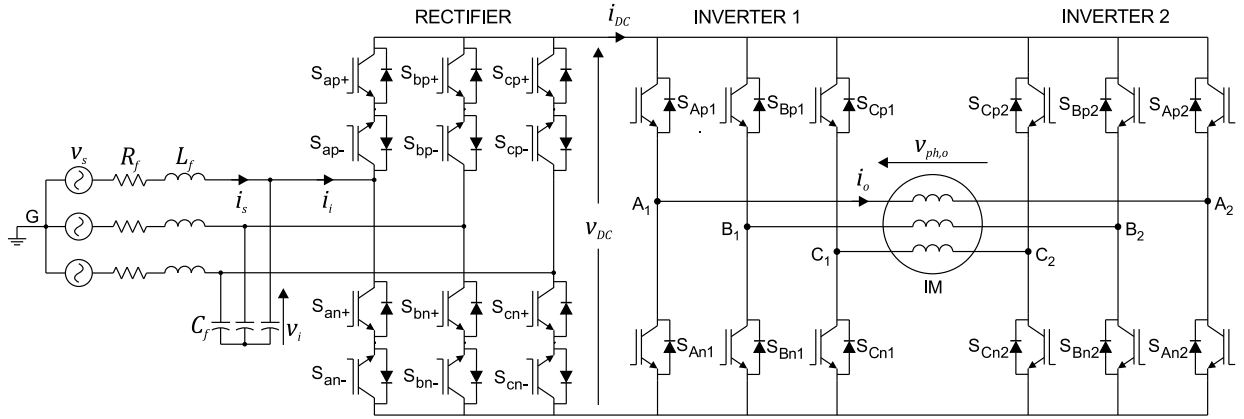 RECTIFIER
i_DC
INVERTER 1
INVERTER 2
S_ap+
S_bp+
S_cp+
S_ap-
S_bp-
S_cp-
S_Ap1
S_Bp1
S_Cp1
S_Cp2
S_Bp2
S_Ap2
v_s
R_f
L_f
i_s
i_i
G
v_DC
v_ph,o
i_o
A_1
A_2
B_1
B_2
C_1
C_2
IM
S_an+
S_bn+
S_cn+
C_f
v_i
S_an-
S_bn-
S_cn-
S_An1
S_Bn1
S_Cn1
S_Cn2
S_Bn2
S_An2